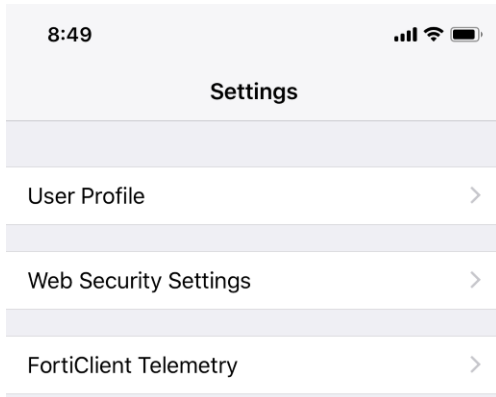 8:49
Settings
User Profile
Web Security Settings
FortiClient Telemetry